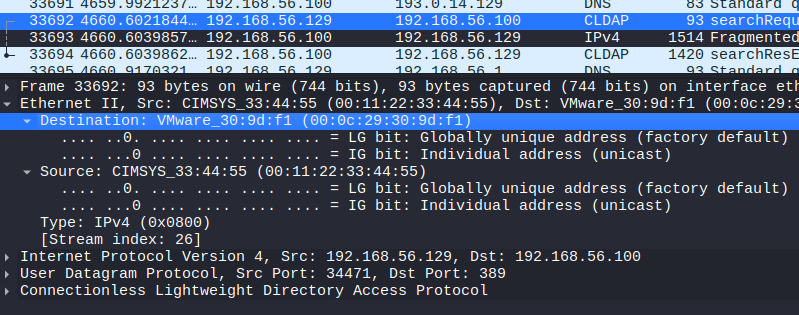 33691 4659.9921237… 192.168.56.100 193.0.14.129 DNS 83 Standard q
33692 4660.6021844… 192.168.56.129 192.168.56.100 CLDAP 93 searchRequ
33693 4660.6039857… 192.168.56.100 192.168.56.129 IPv4 1514 Fragmented
33694 4660.6039862… 192.168.56.100 192.168.56.129 CLDAP 1420 searchResE
33695 4660.9170321… 192.168.56.129 192.168.56.1 DNS 93 Standard q
Frame 33692: 93 bytes on wire (744 bits), 93 bytes captured (744 bits) on interface eth
Ethernet II, Src: CIMSYS_33:44:55 (00:11:22:33:44:55), Dst: VMware_30:9d:f1 (00:0c:29:3
Destination: VMware_30:9d:f1 (00:0c:29:30:9d:f1)
.... ..0. .... .... .... .... = LG bit: Globally unique address (factory default)
.... ...0 .... .... .... .... = IG bit: Individual address (unicast)
Source: CIMSYS_33:44:55 (00:11:22:33:44:55)
.... ..0. .... .... .... .... = LG bit: Globally unique address (factory default)
.... ...0 .... .... .... .... = IG bit: Individual address (unicast)
Type: IPv4 (0x0800)
[Stream index: 26]
Internet Protocol Version 4, Src: 192.168.56.129, Dst: 192.168.56.100
User Datagram Protocol, Src Port: 34471, Dst Port: 389
Connectionless Lightweight Directory Access Protocol